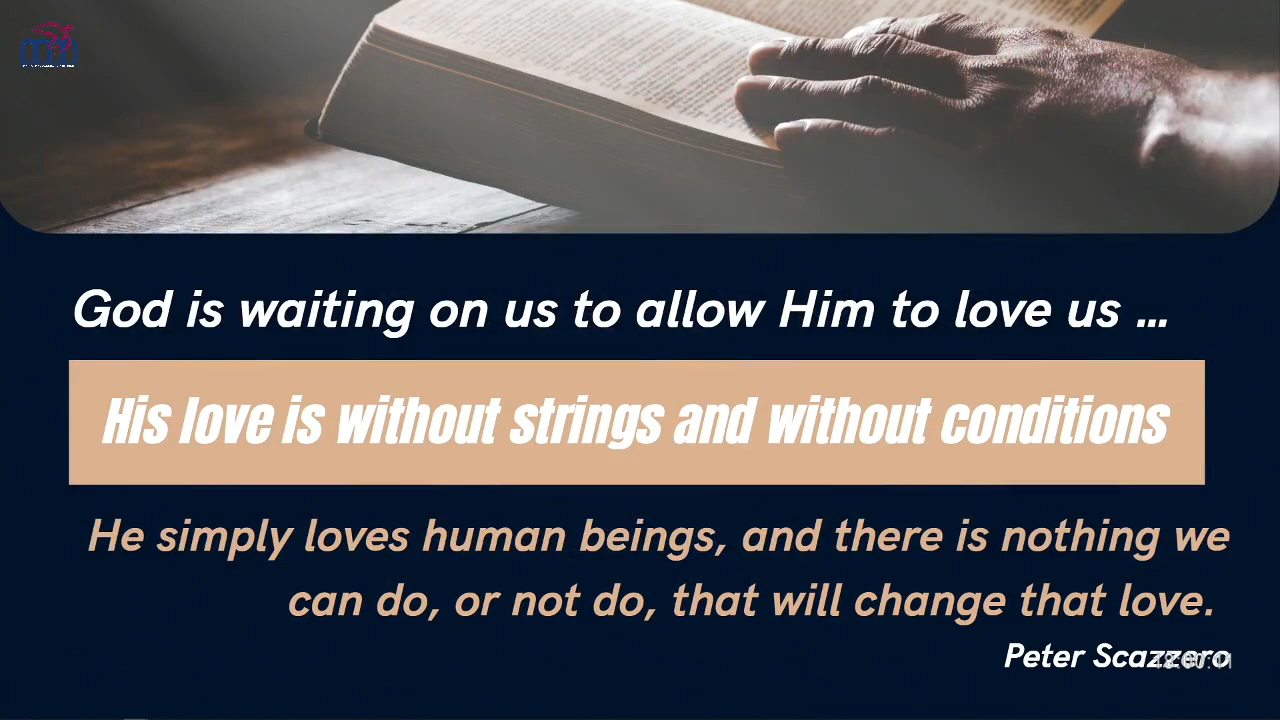 God is waiting on us to allow Him to love us ...
His love is without strings and without conditions
He simply loves human beings, and there is nothing we
can do, or not do, that will change that love.
Peter Scazzero